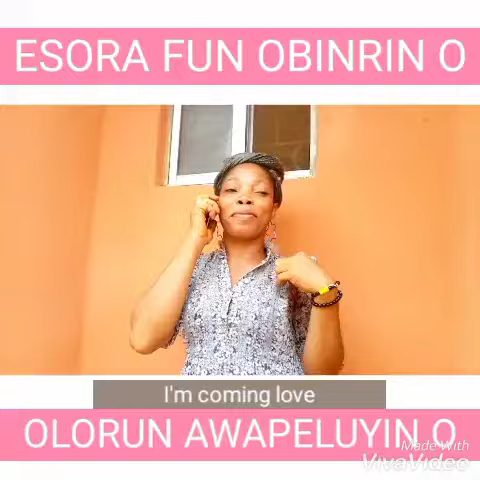 ESORA FUN OBINRIN O
I'm coming love
OLORUN AWAPELUYIN O
Made With
VivaVideo